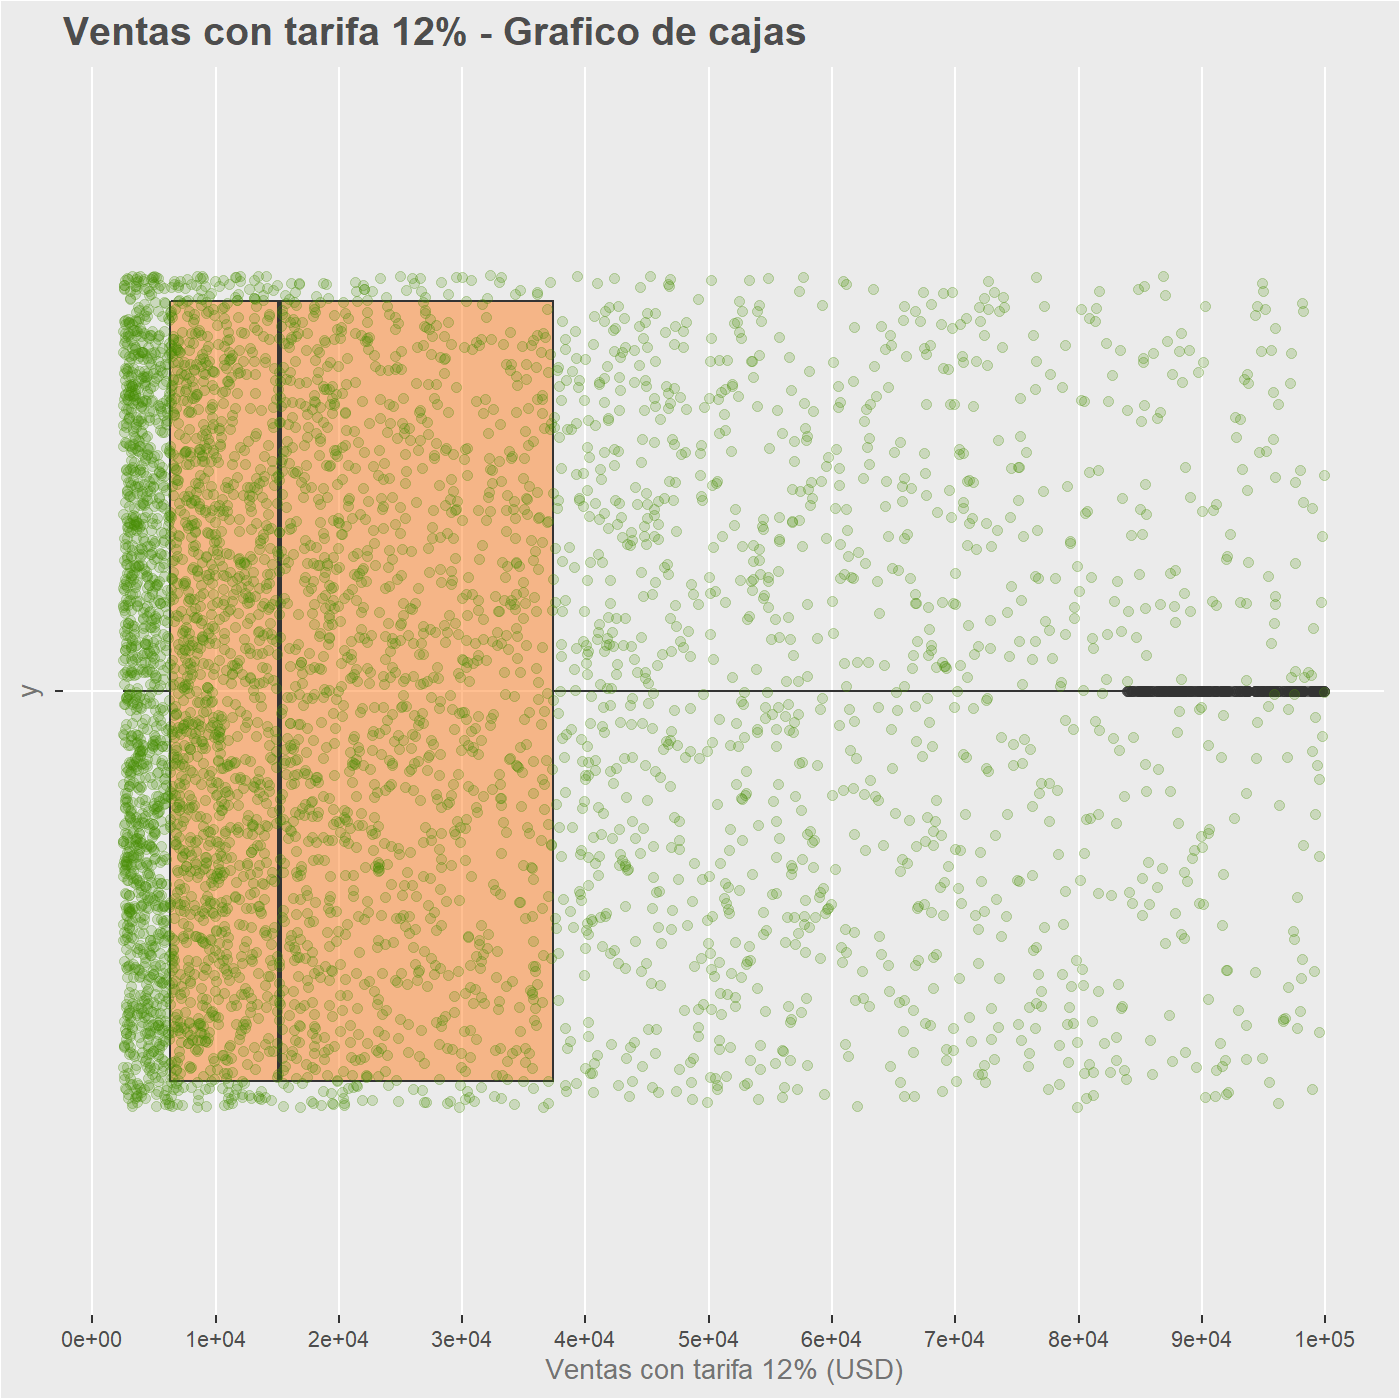 Ventas con tarifa 12% - Grafico de cajas
y
0e+00 1e+04 2e+04 3e+04 4e+04 5e+04 6e+04 7e+04 8e+04 9e+04 1e+05
Ventas con tarifa 12% (USD)